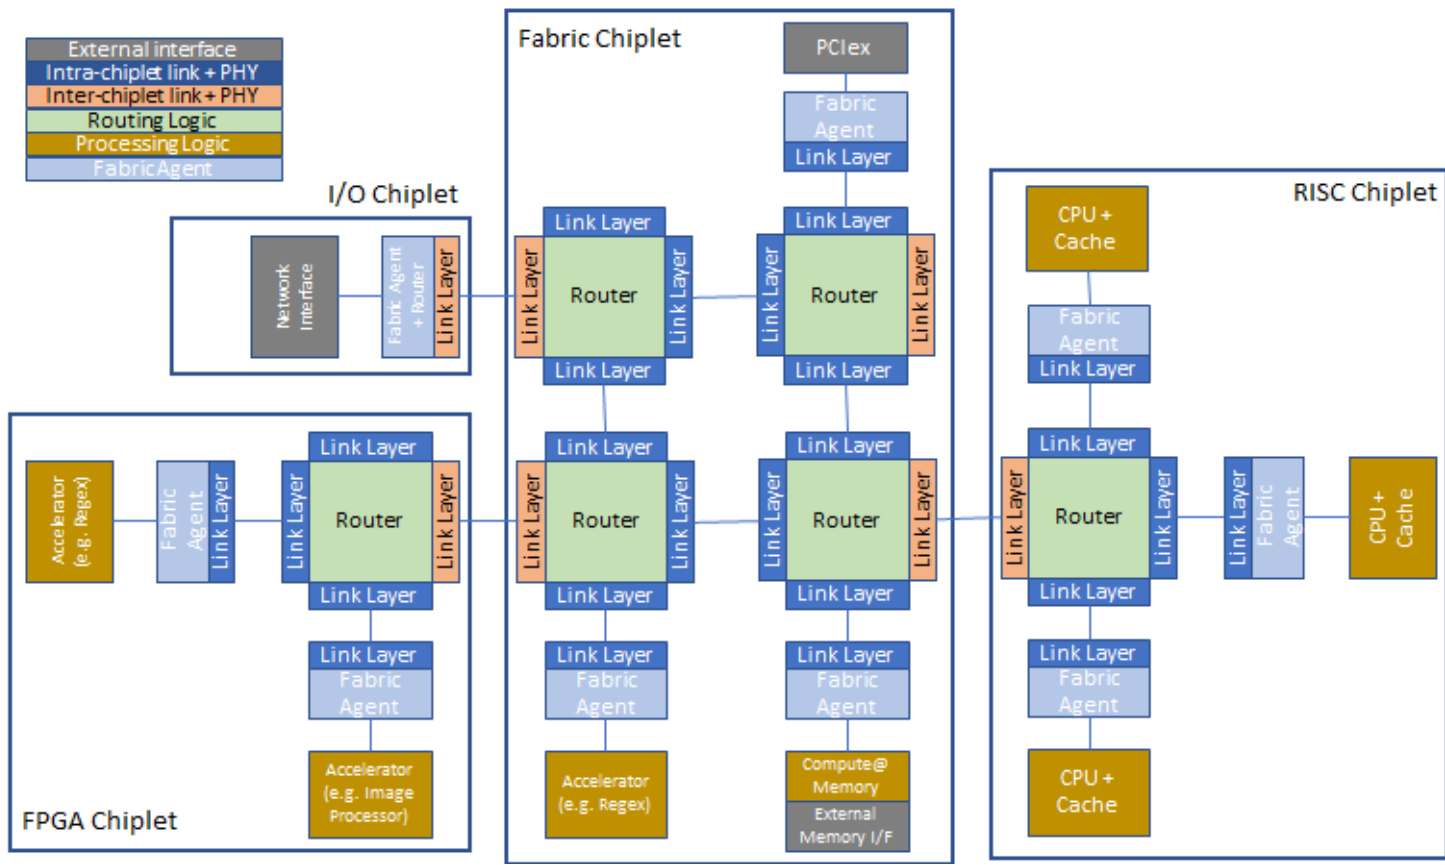 External interface
Intra-chiplet link + PHY
Inter-chiplet link + PHY
Routing Logic
Processing Logic
Fabric Agent
Fabric Chiplet
PCIex
Fabric
Agent
Link Layer
I/O Chiplet
Network
Interface
Fabric Agent
+ Router
Link Layer
Link Layer
Link Layer
Router
Link Layer
Link Layer
Link Layer
Link Layer
Router
Link Layer
Link Layer
RISC Chiplet
CPU +
Cache
Fabric
Agent
Link Layer
Accelerator
(e.g. Regex)
Fabric
Agent
Link Layer
Link Layer
Link Layer
Router
Link Layer
Link Layer
Link Layer
Fabric
Agent
Accelerator
(e.g. Image
Processor)
FPGA Chiplet
Link Layer
Link Layer
Router
Link Layer
Link Layer
Link Layer
Fabric
Agent
Accelerator
(e.g. Regex)
Link Layer
Link Layer
Router
Link Layer
Link Layer
Link Layer
Fabric
Agent
Compute@
Memory
External
Memory I/F
Link Layer
Link Layer
Router
Link Layer
Link Layer
Link Layer
Fabric
Agent
CPU +
Cache
Link Layer
Fabric
Agent
CPU +
Cache